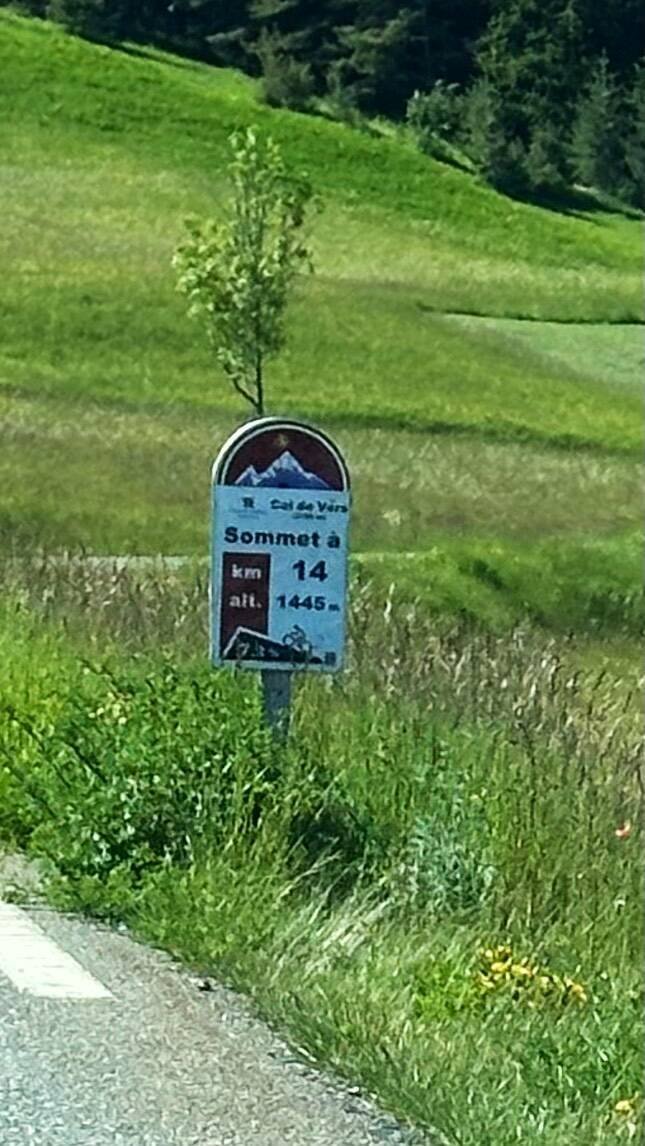 Col de Vars
Sommet à
km 14
alt. 1445 m